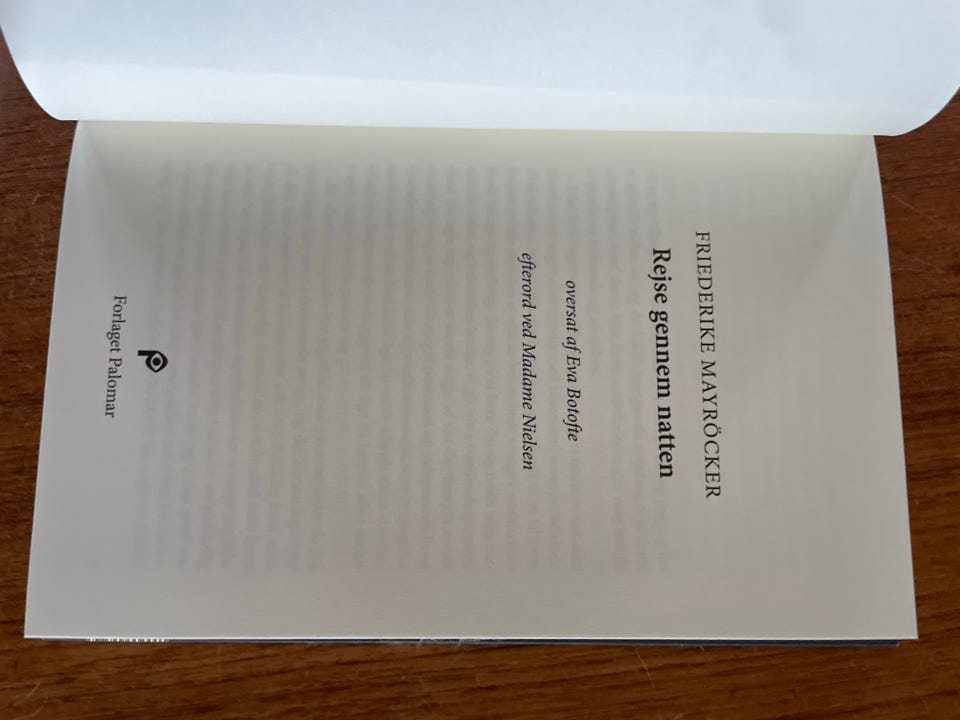 FRIEDERIKE MAYRÖCKER
Rejse gennem natten
oversat af Eva Botofte
efterord ved Madame Nielsen
Forlaget Palomar